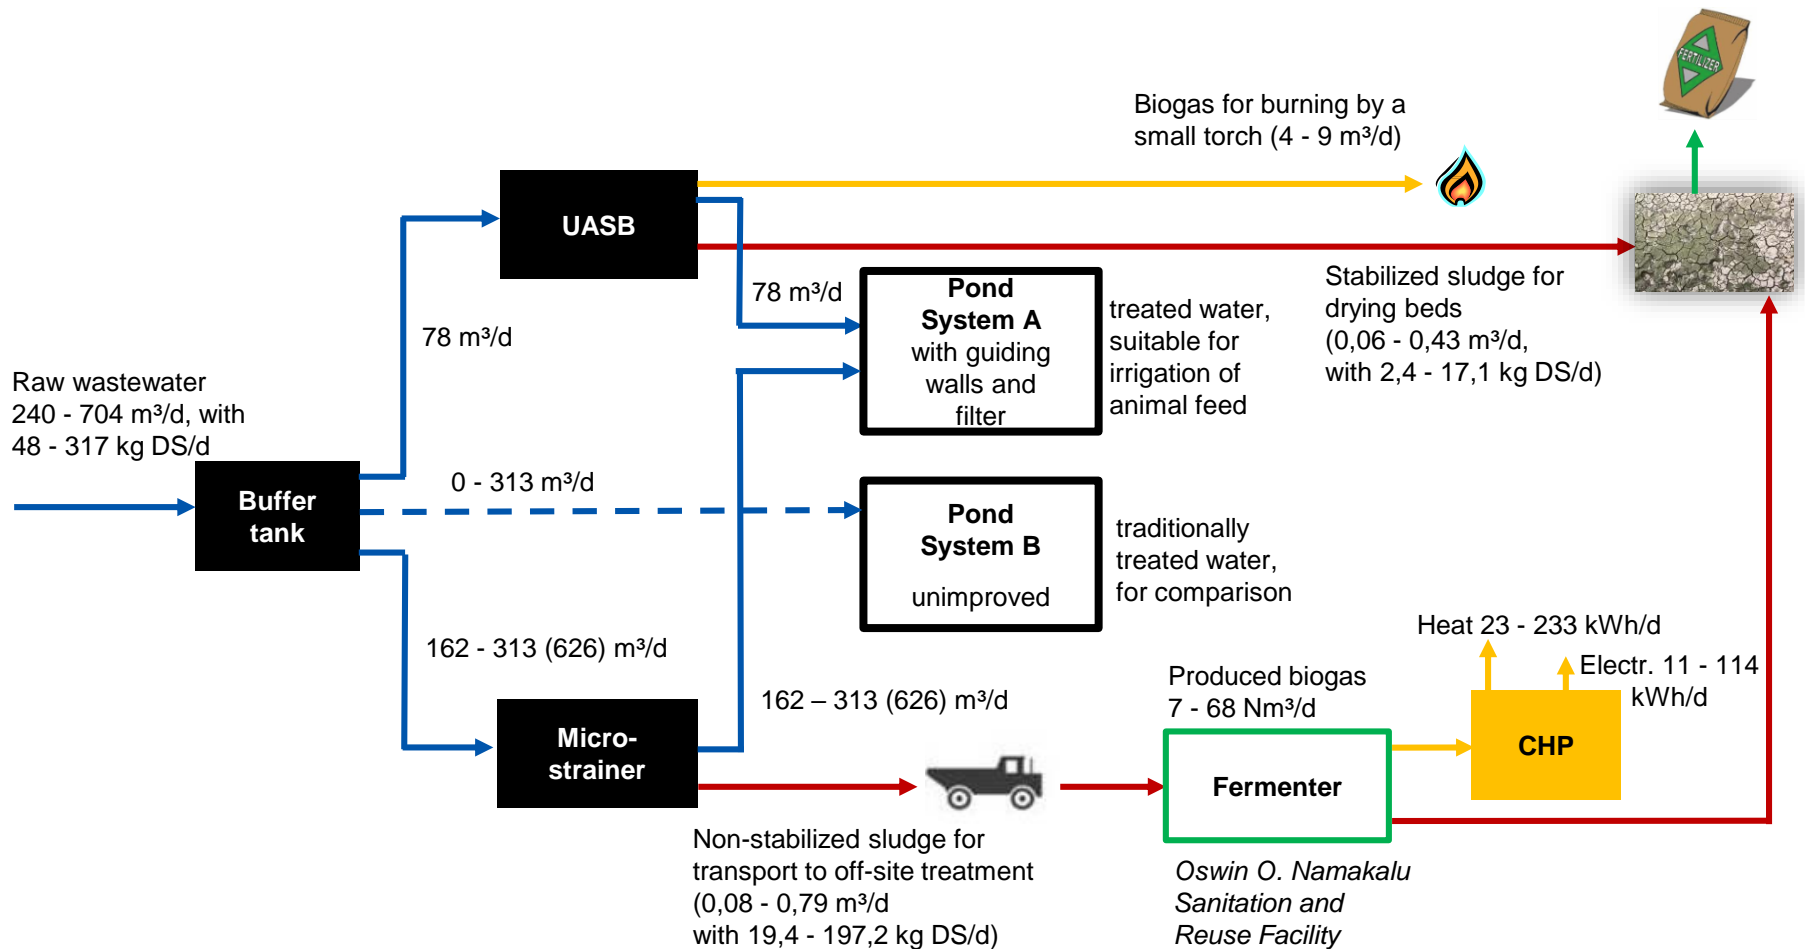 FERTILIZER
Biogas for burning by a
small torch (4 - 9 m³/d)
UASB
78 m³/d
78 m³/d
Pond
System A
with guiding
walls and
filter
treated water,
suitable for
irrigation of
animal feed
Stabilized sludge for
drying beds
(0,06 - 0,43 m³/d,
with 2,4 - 17,1 kg DS/d)
Raw wastewater
240 - 704 m³/d, with
48 - 317 kg DS/d
Buffer
tank
0 - 313 m³/d
Pond
System B
unimproved
traditionally
treated water,
for comparison
162 - 313 (626) m³/d
162 – 313 (626) m³/d
Micro-
strainer
Non-stabilized sludge for
transport to off-site treatment
(0,08 - 0,79 m³/d
with 19,4 - 197,2 kg DS/d)
Produced biogas
7 - 68 Nm³/d
Fermenter
Oswin O. Namakalu
Sanitation and
Reuse Facility
Heat 23 - 233 kWh/d
Electr. 11 - 114
kWh/d
CHP